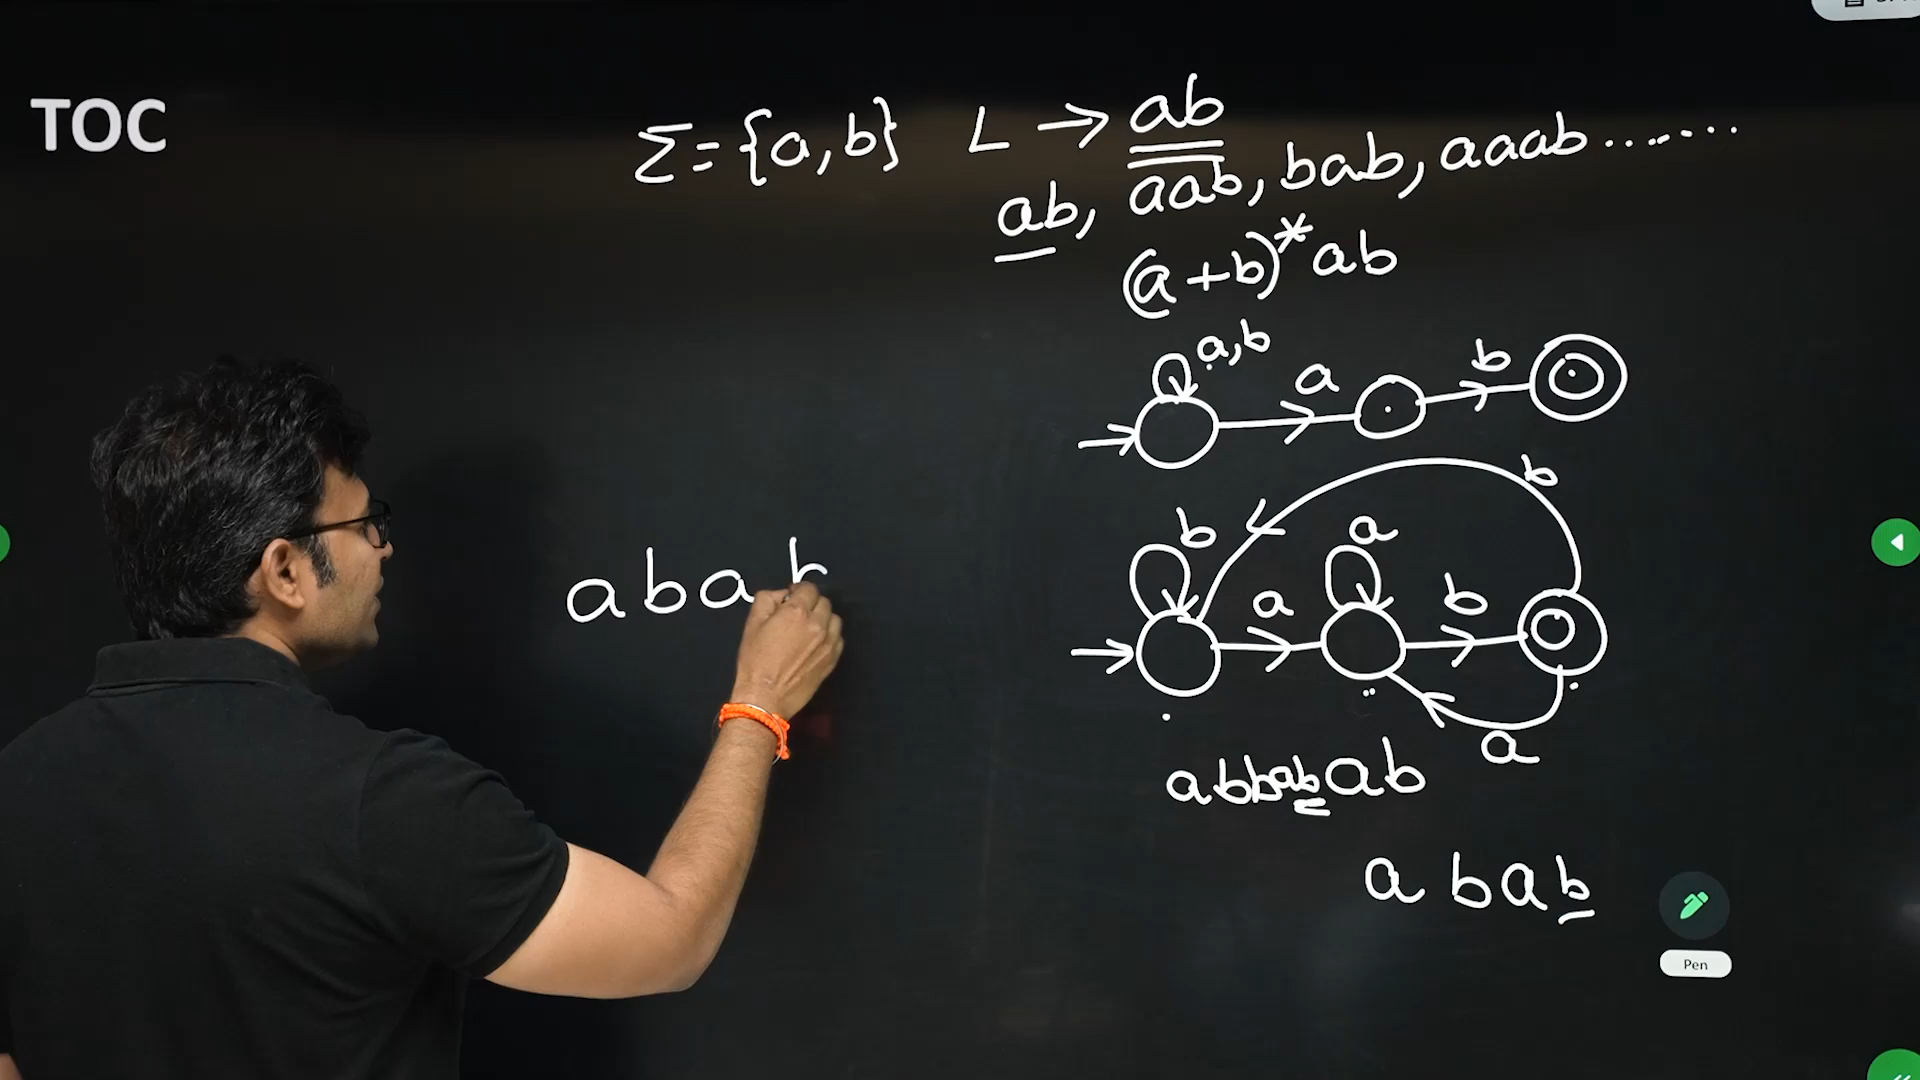 TOC
Σ={a,b} L → ab
ab, aab, bab, aaab.......
(a+b)*ab
a,b
a
b
b
b
a
a
b
a
abbabab
abab
abab
Pen